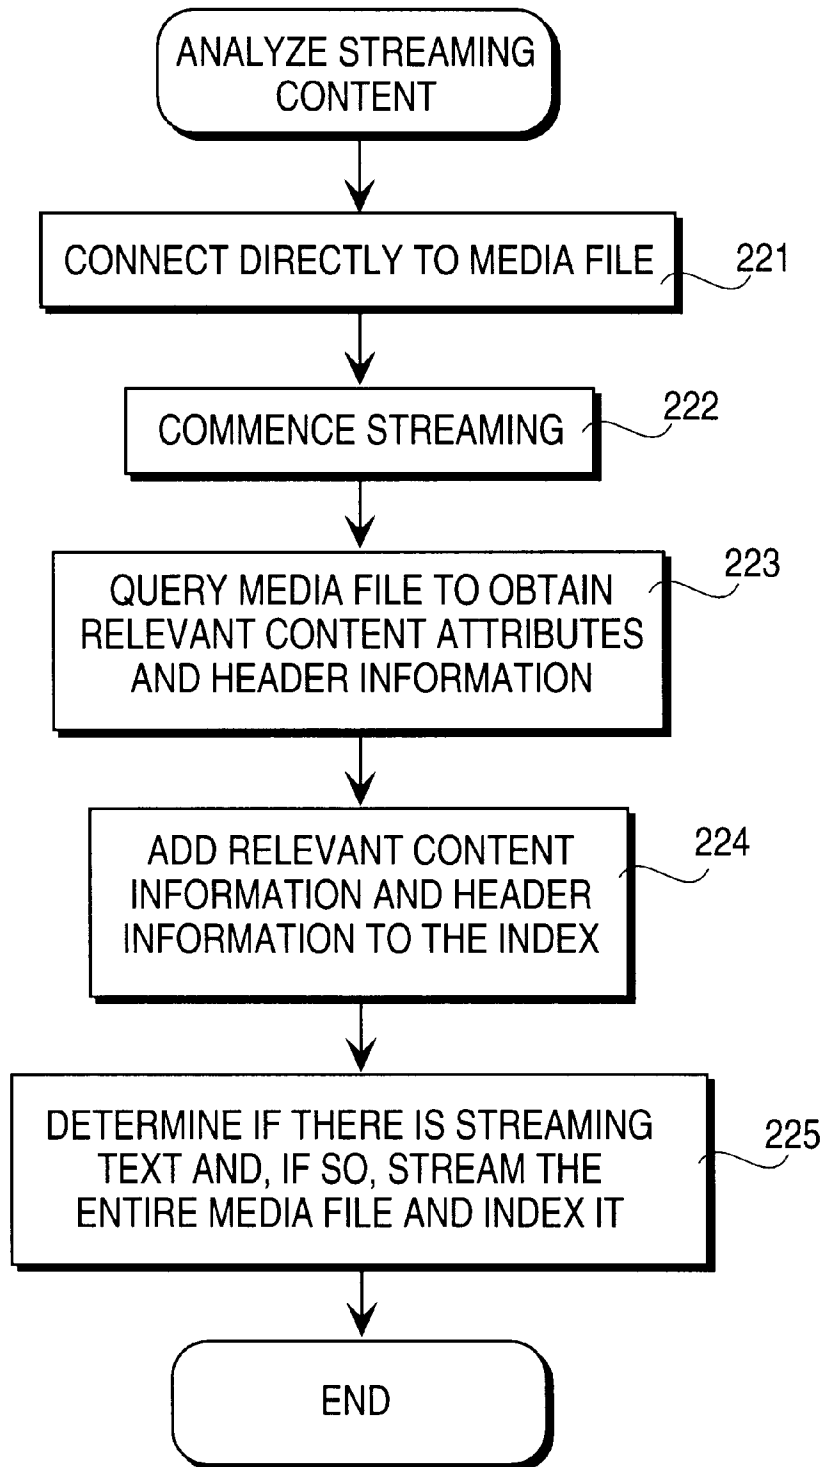 ANALYZE STREAMING
CONTENT
CONNECT DIRECTLY TO MEDIA FILE
221
COMMENCE STREAMING
222
QUERY MEDIA FILE TO OBTAIN
RELEVANT CONTENT ATTRIBUTES
AND HEADER INFORMATION
223
ADD RELEVANT CONTENT
INFORMATION AND HEADER
INFORMATION TO THE INDEX
224
DETERMINE IF THERE IS STREAMING
TEXT AND, IF SO, STREAM THE
ENTIRE MEDIA FILE AND INDEX IT
225
END